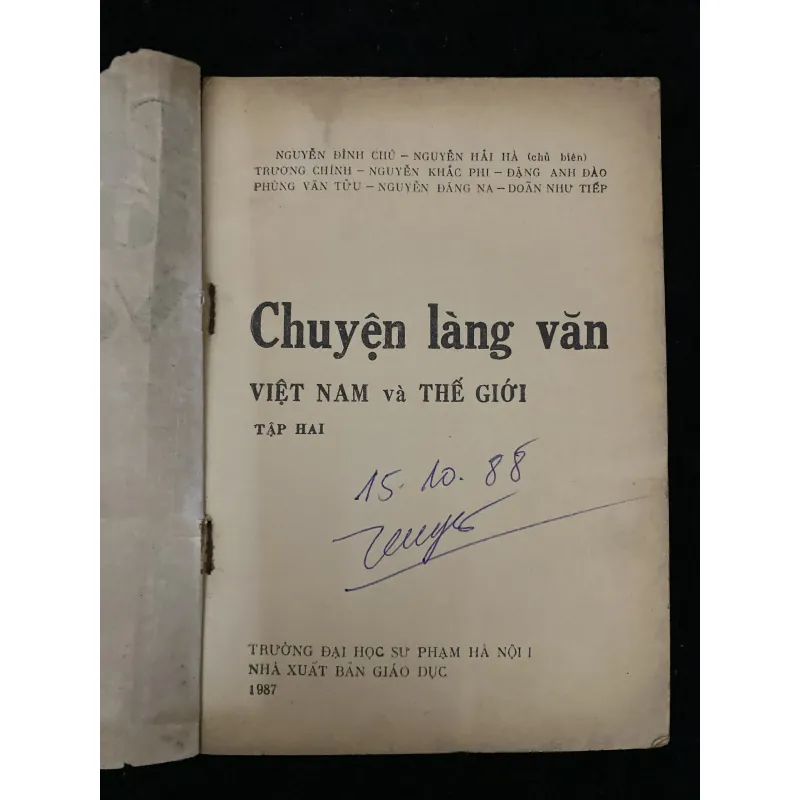 NGUYỄN ĐÌNH CHÚ – NGUYỄN HẢI HÀ (chủ biên)
TRƯƠNG CHÍNH – NGUYỄN KHẮC PHI – ĐẶNG ANH ĐÀO
PHÙNG VĂN TỬU – NGUYỄN ĐĂNG NA – DOÃN NHƯ TIẾP
Chuyện làng văn
VIỆT NAM và THẾ GIỚI
TẬP HAI
15.10.88
TRƯỜNG ĐẠI HỌC SƯ PHẠM HÀ NỘI I
NHÀ XUẤT BẢN GIÁO DỤC
1987